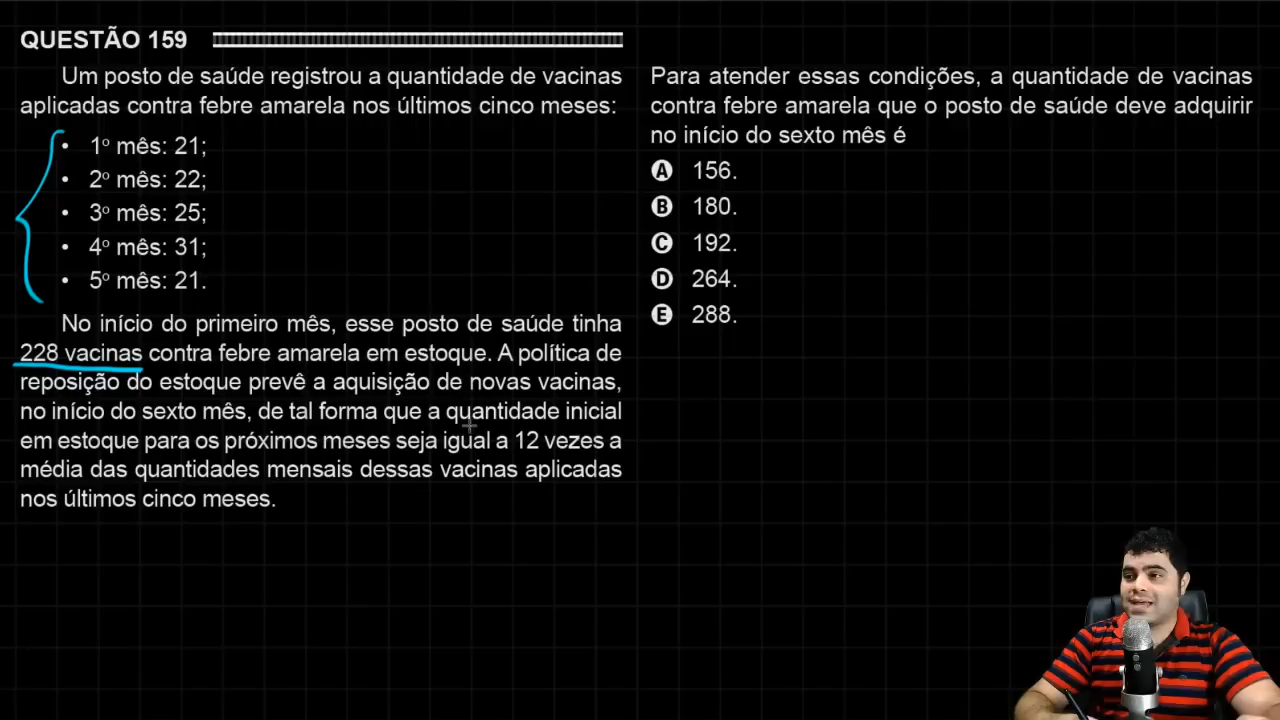 QUESTÃO 159
Um posto de saúde registrou a quantidade de vacinas
aplicadas contra febre amarela nos últimos cinco meses:
• 1º mês: 21;
• 2º mês: 22;
• 3º mês: 25;
• 4º mês: 31;
• 5º mês: 21.
No início do primeiro mês, esse posto de saúde tinha
228 vacinas contra febre amarela em estoque. A política de
reposição do estoque prevê a aquisição de novas vacinas,
no início do sexto mês, de tal forma que a quantidade inicial
em estoque para os próximos meses seja igual a 12 vezes a
média das quantidades mensais dessas vacinas aplicadas
nos últimos cinco meses.
Para atender essas condições, a quantidade de vacinas
contra febre amarela que o posto de saúde deve adquirir
no início do sexto mês é
A 156.
B 180.
C 192.
D 264.
E 288.